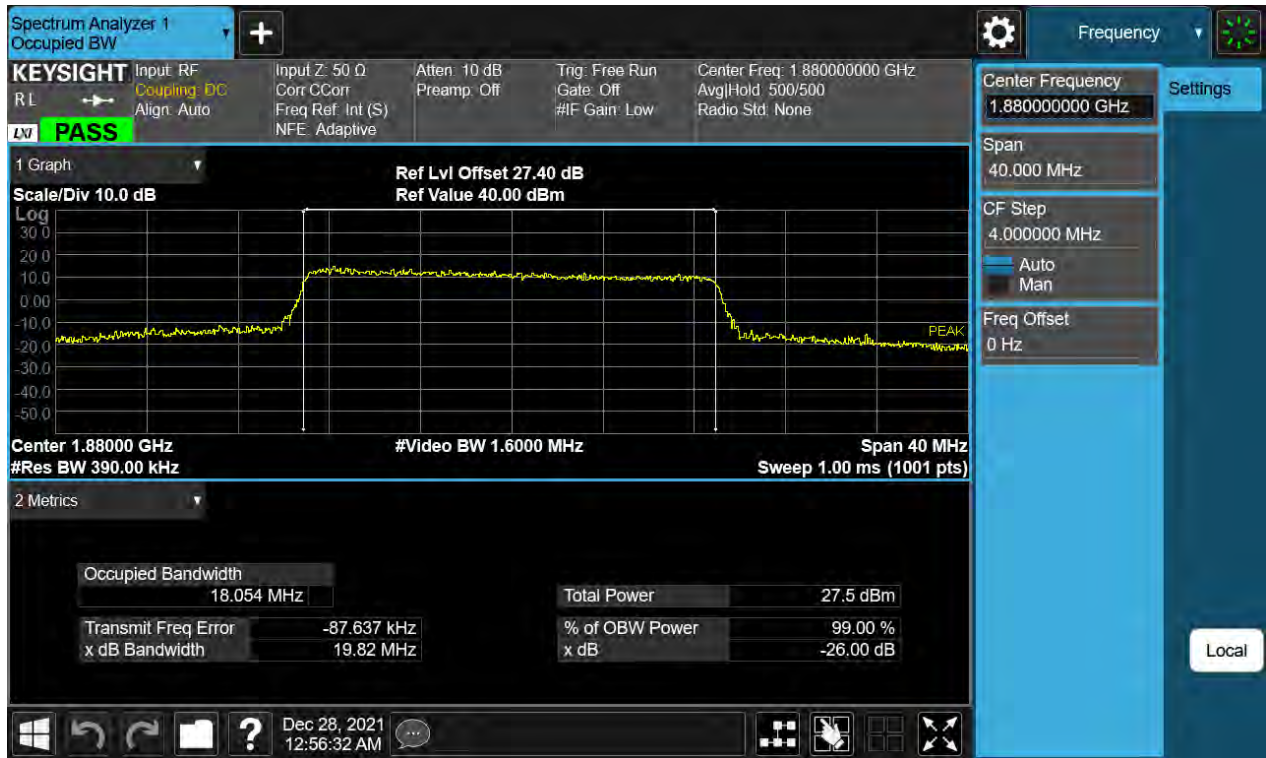 Spectrum Analyzer 1
Occupied BW
Frequency
KEYSIGHT
RL
LXI
PASS
Input: RF
Coupling: DC
Align: Auto
Input Z: 50 Ω
Corr CCorr
Freq Ref: Int (S)
NFE: Adaptive
Atten: 10 dB
Preamp: Off
Trig: Free Run
Gate: Off
#IF Gain: Low
Center Freq: 1.880000000 GHz
Avg|Hold: 500/500
Radio Std: None
1 Graph
Scale/Div 10.0 dB
Ref Lvl Offset 27.40 dB
Ref Value 40.00 dBm
Log
30.0
20.0
10.0
0.00
-10.0
-20.0
-30.0
-40.0
-50.0
PEAK
Center 1.88000 GHz
#Video BW 1.6000 MHz
Span 40 MHz
#Res BW 390.00 kHz
Sweep 1.00 ms (1001 pts)
2 Metrics
Occupied Bandwidth
18.054 MHz
Transmit Freq Error -87.637 kHz
x dB Bandwidth 19.82 MHz
Total Power 27.5 dBm
% of OBW Power 99.00 %
x dB -26.00 dB
Center Frequency
1.880000000 GHz
Settings
Span
40.000 MHz
CF Step
4.000000 MHz
Auto
Man
Freq Offset
0 Hz
Local
?
Dec 28, 2021
12:56:32 AM